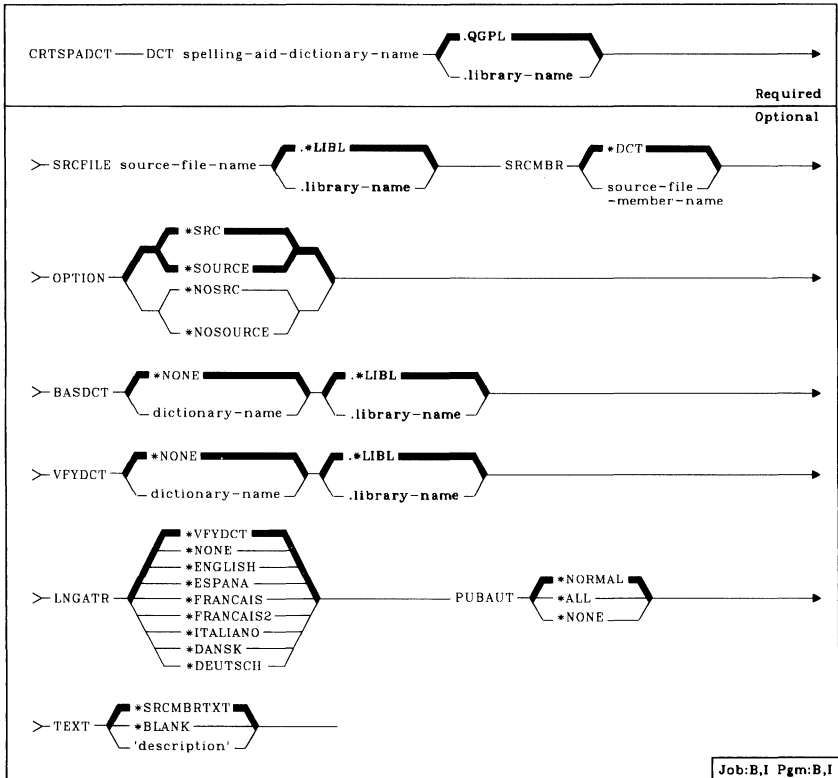 .QGPL
CRTSPADCT DCT spelling-aid-dictionary-name
.library-name
Required
Optional
.*LIBL *DCT
SRCFILE source-file-name SRCMBR
.library-name source-file
-member-name
*SRC
*SOURCE
OPTION
*NOSRC
*NOSOURCE
*NONE .*LIBL
BASDCT
dictionary-name .library-name
*NONE .*LIBL
VFYDCT
dictionary-name .library-name
*VFYDCT
*NONE
*ENGLISH
*ESPANA *NORMAL
LNGATR *FRANCAIS PUBAUT *ALL
*FRANCAIS2 *NONE
*ITALIANO
*DANSK
*DEUTSCH
*SRCMBRTXT
TEXT *BLANK
'description'
Job:B,I Pgm:B,I